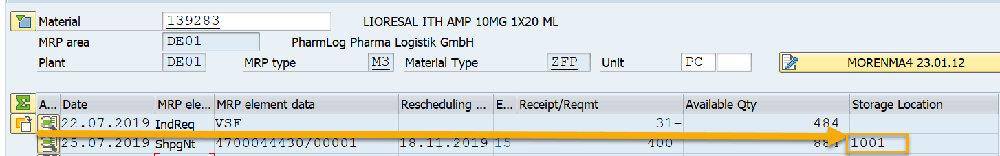 Material 139283 LIORESAL ITH AMP 10MG 1X20 ML
MRP area DE01 PharmLog Pharma Logistik GmbH
Plant DE01 MRP type M3 Material Type ZFP Unit PC MORENMA4 23.01.12
A... Date MRP ele... MRP element data Rescheduling ... E... Receipt/Reqmt Available Qty Storage Location
22.07.2019 IndReq VSF 31- 484
25.07.2019 ShpgNt 4700044430/00001 18.11.2019 15 400 884 1001